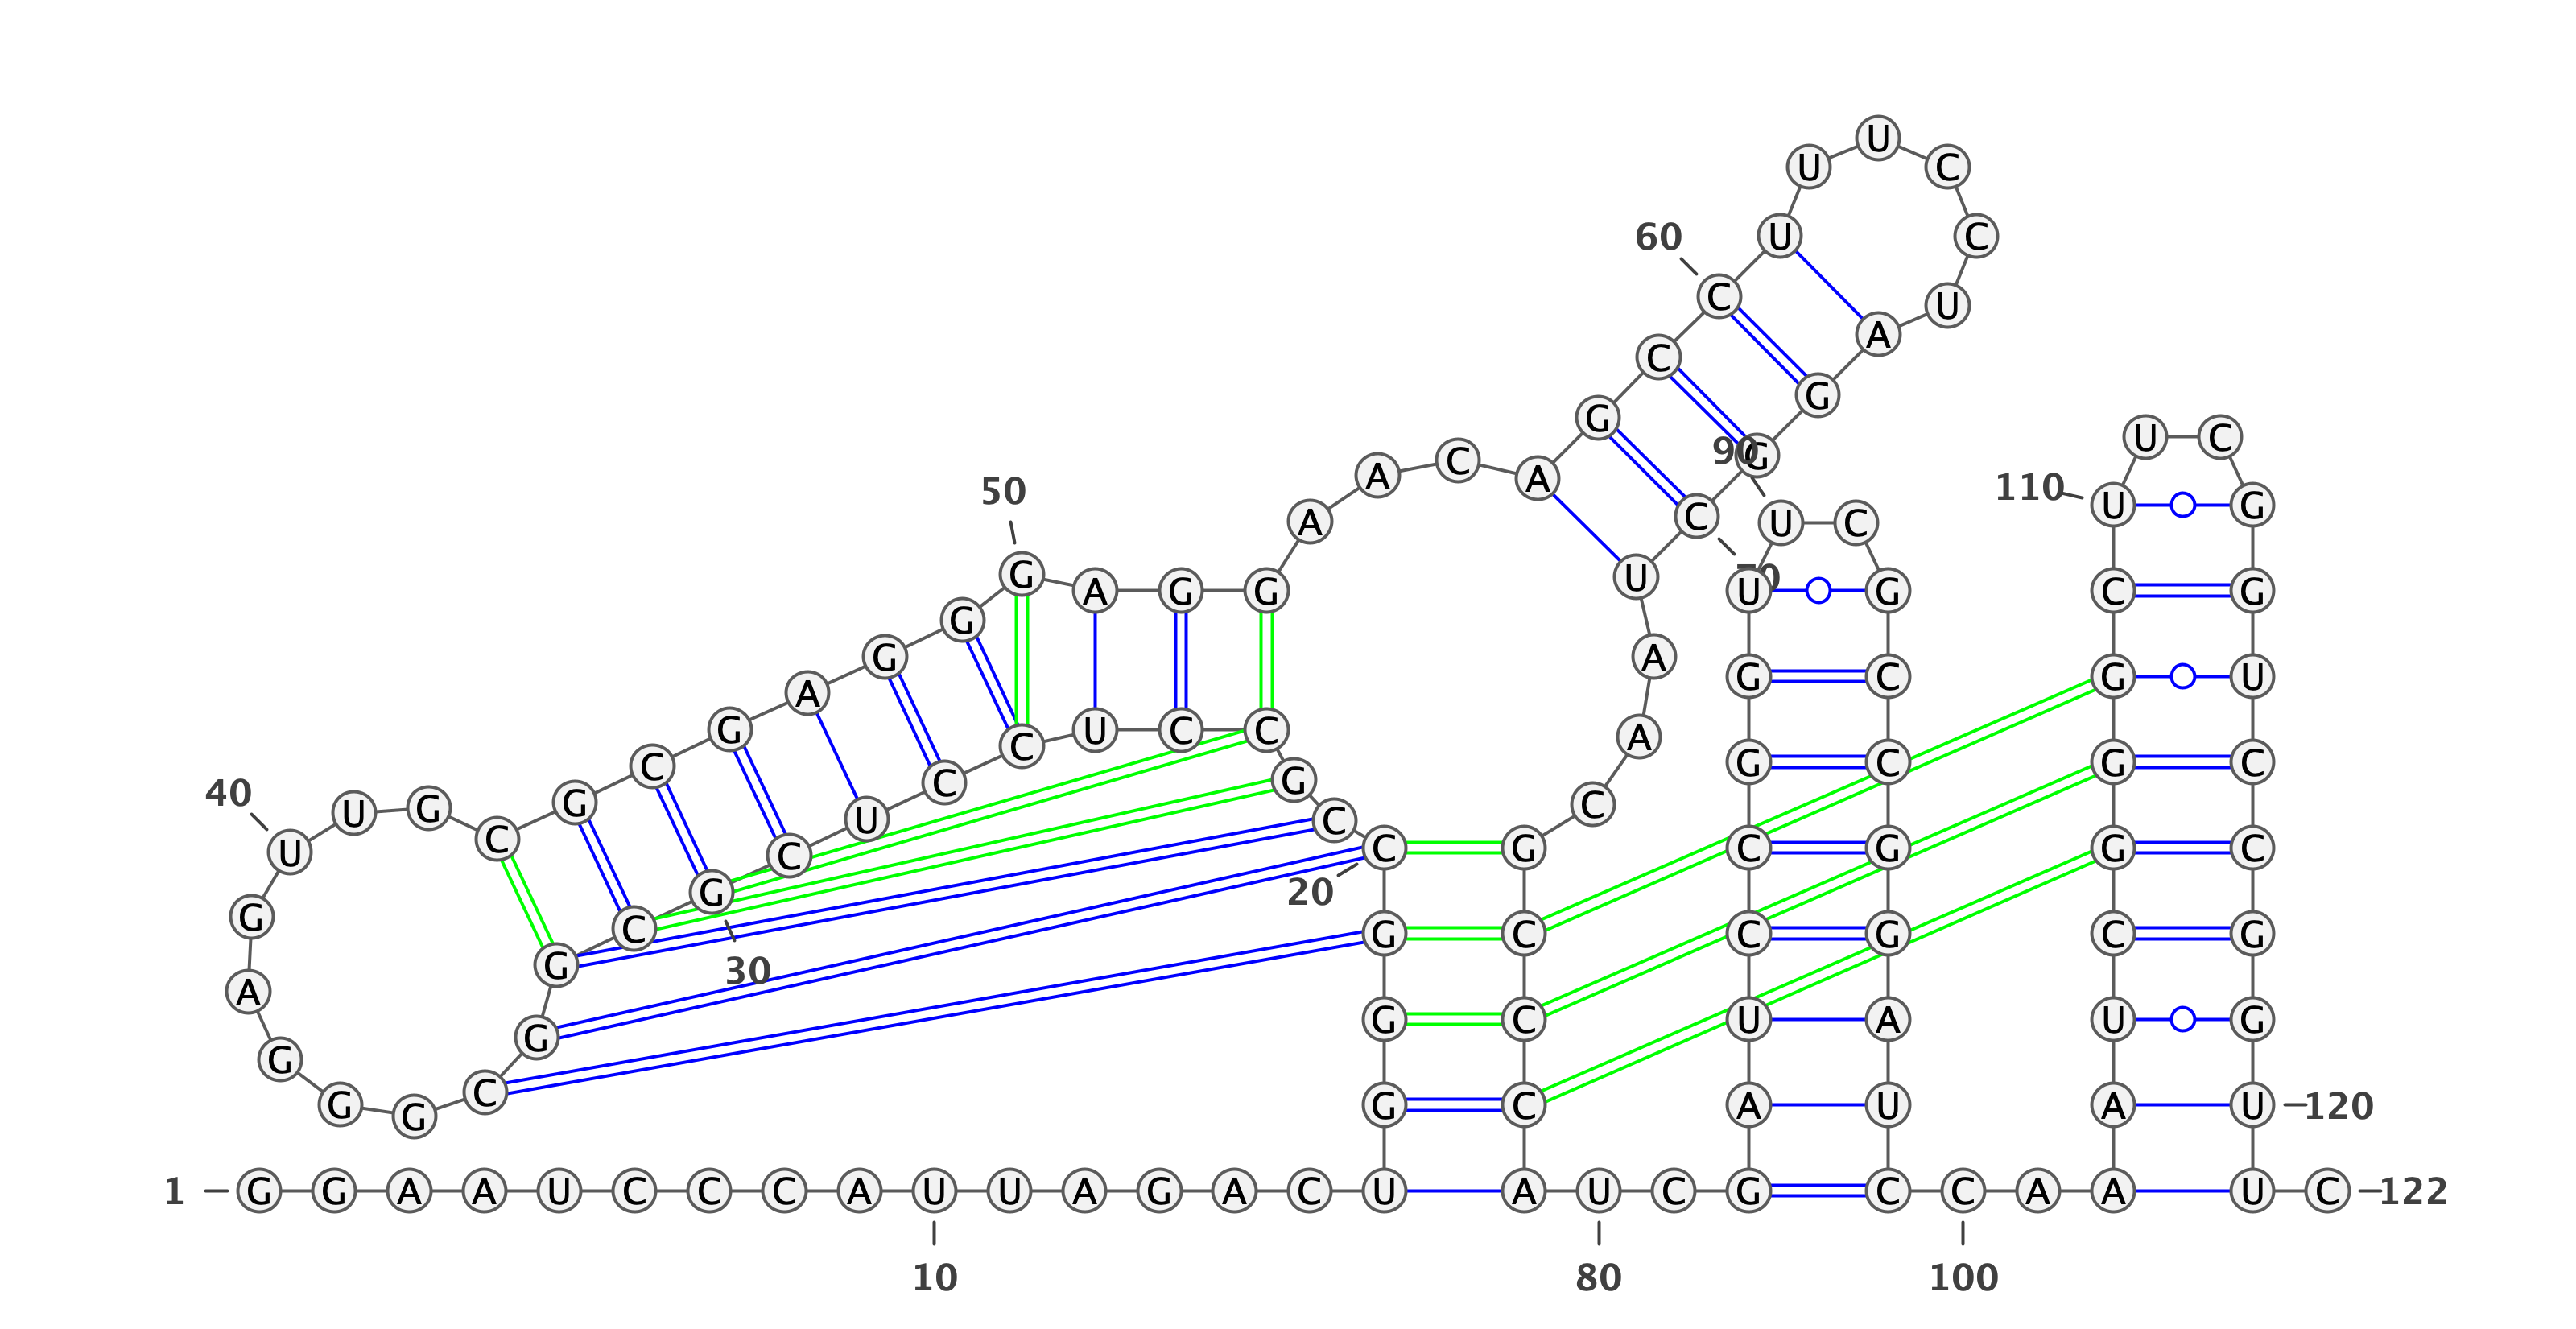 U
U C
60 U C
C U
A
C
G
G
U C
90 G
A C A
50 110 U G
C
A U C
G U 70
A G G U G C G
G
G A
G C G U
A
G U C C A
C
C G C G C
C G
40 G C
U G
U C
C
U C G C G G C
C
G 20
G
C G C C G C G
G
30
A
G G C U A U G
G
C G G C A U A U 120
G
1 G G A A U C C C A U U A G A C U A U C G C C A A U C 122
10 80 100